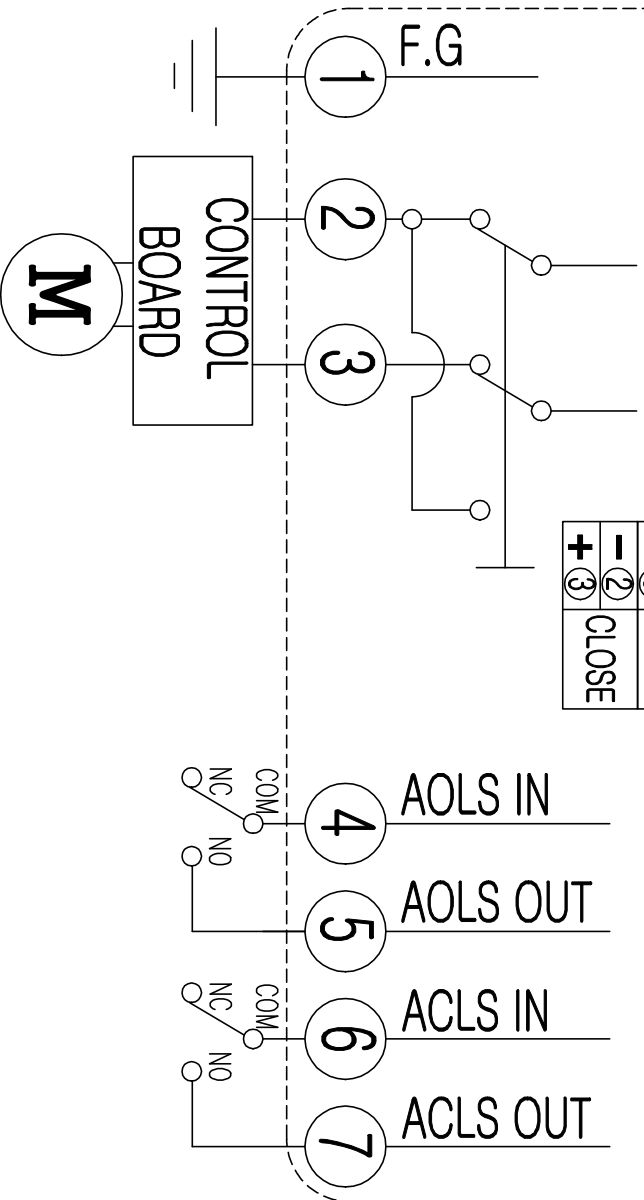 F.G
1
2
3
CONTROL
BOARD
M
- ②
+ ③
CLOSE
AOLS IN
4
COM
NC
NO
AOLS OUT
5
ACLS IN
6
COM
NC
NO
ACLS OUT
7